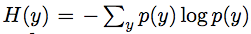 H(y) = −∑_y p(y) log p(y)